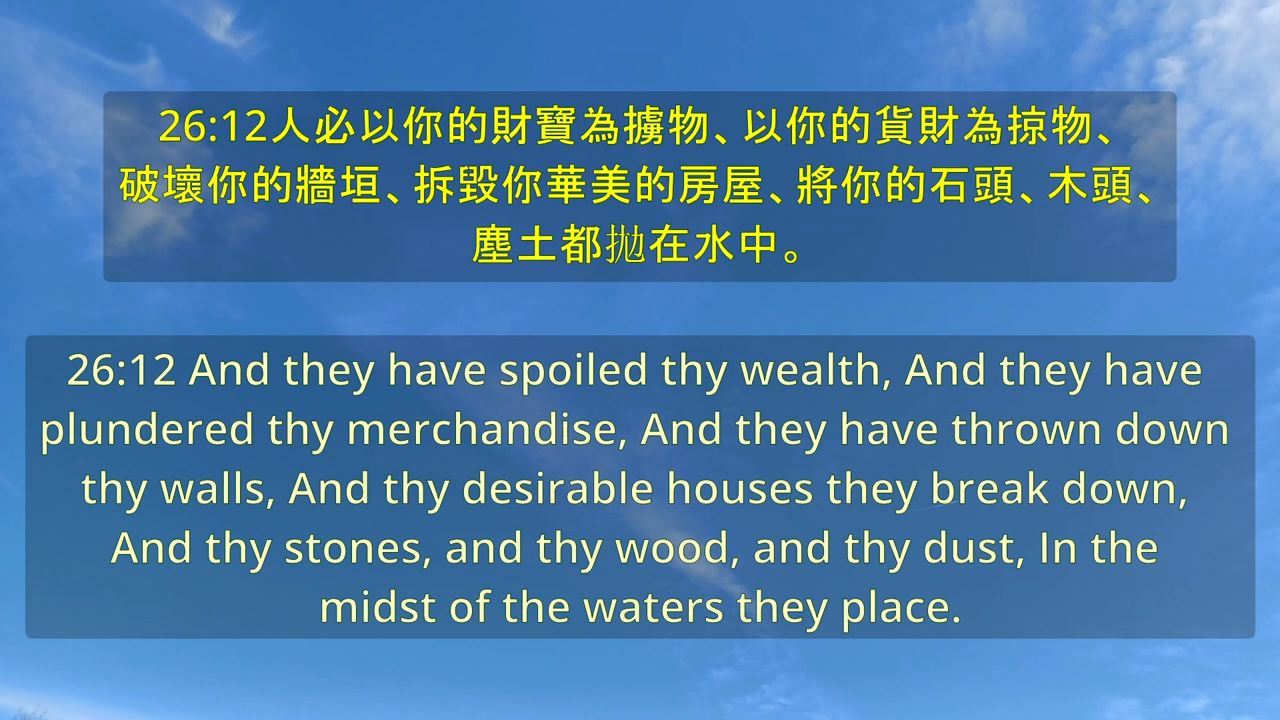 26:12人必以你的財寶為擄物、以你的貨財為掠物、
破壞你的牆垣、拆毀你華美的房屋、將你的石頭、木頭、
塵土都拋在水中。
26:12 And they have spoiled thy wealth, And they have
plundered thy merchandise, And they have thrown down
thy walls, And thy desirable houses they break down,
And thy stones, and thy wood, and thy dust, In the
midst of the waters they place.